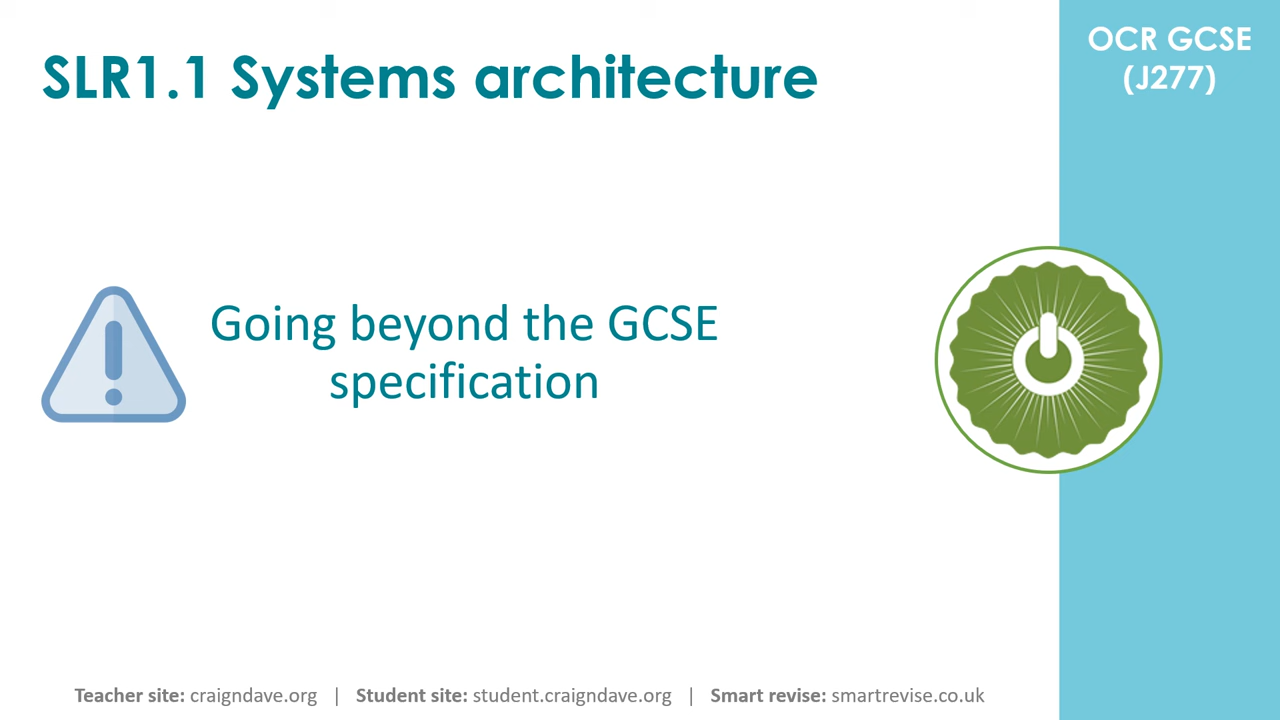 SLR1.1 Systems architecture
OCR GCSE
(J277)
Going beyond the GCSE
specification
Teacher site: craigndave.org | Student site: student.craigndave.org | Smart revise: smartrevise.co.uk